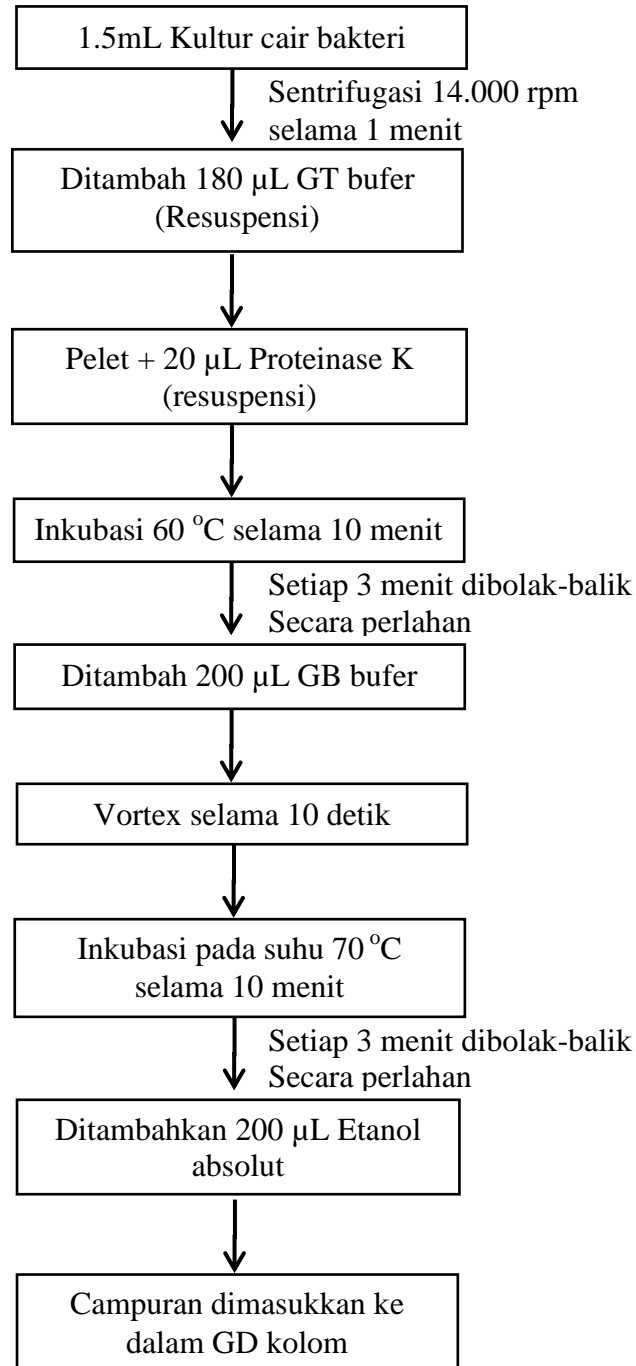 1.5mL Kultur cair bakteri
Sentrifugasi 14.000 rpm
selama 1 menit
Ditambah 180 µL GT bufer
(Resuspensi)
Pelet + 20 µL Proteinase K
(resuspensi)
Inkubasi 60 °C selama 10 menit
Setiap 3 menit dibolak-balik
Secara perlahan
Ditambah 200 µL GB bufer
Vortex selama 10 detik
Inkubasi pada suhu 70 °C
selama 10 menit
Setiap 3 menit dibolak-balik
Secara perlahan
Ditambahkan 200 µL Etanol
absolut
Campuran dimasukkan ke
dalam GD kolom